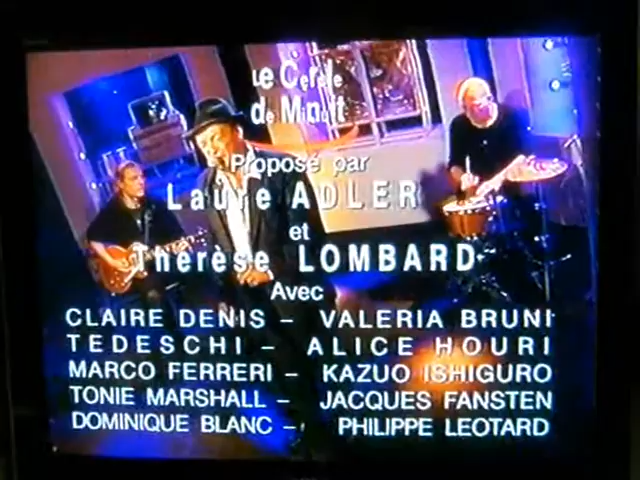 Le Cercle
de Minuit
Proposé par
Laure ADLER
et
Thérèse LOMBARD
Avec
CLAIRE DENIS – VALERIA BRUNI
TEDESCHI – ALICE HOURI
MARCO FERRERI – KAZUO ISHIGURO
TONIE MARSHALL – JACQUES FANSTEN
DOMINIQUE BLANC – PHILIPPE LEOTARD